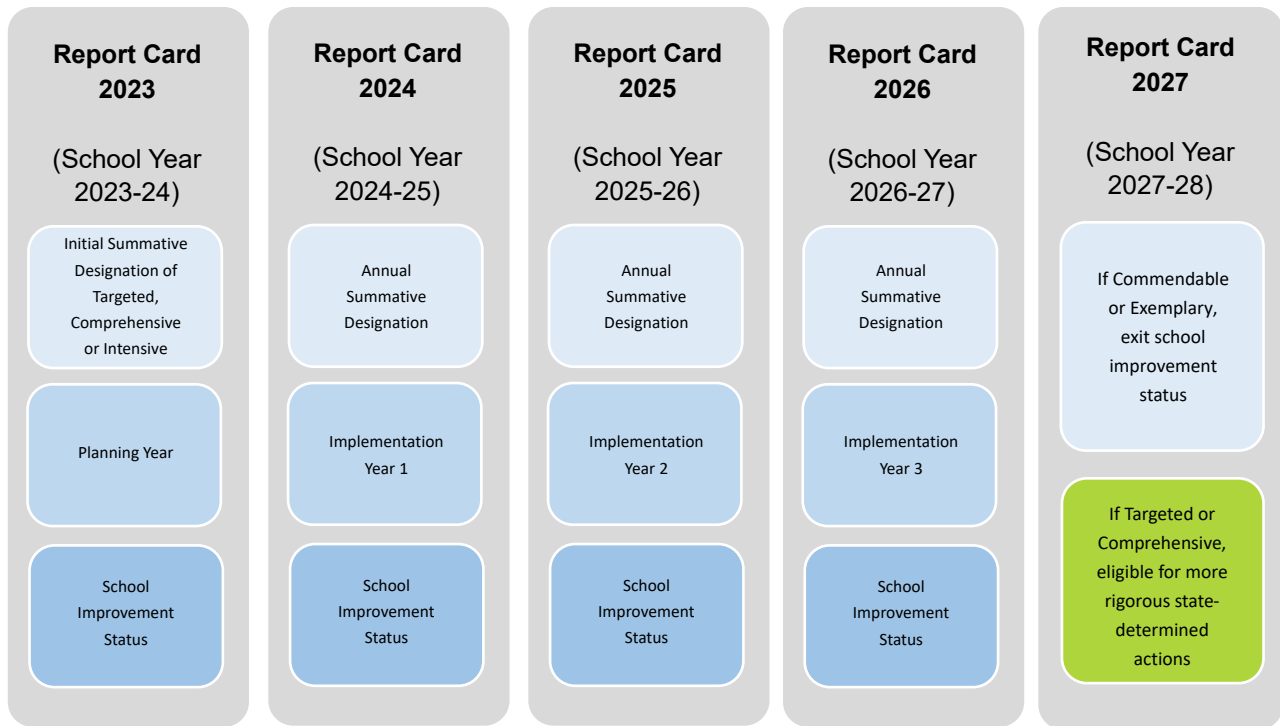 Report Card
2023
(School Year
2023-24)
Initial Summative
Designation of
Targeted,
Comprehensive
or Intensive
Planning Year
School
Improvement
Status
Report Card
2024
(School Year
2024-25)
Annual
Summative
Designation
Implementation
Year 1
School
Improvement
Status
Report Card
2025
(School Year
2025-26)
Annual
Summative
Designation
Implementation
Year 2
School
Improvement
Status
Report Card
2026
(School Year
2026-27)
Annual
Summative
Designation
Implementation
Year 3
School
Improvement
Status
Report Card
2027
(School Year
2027-28)
If Commendable
or Exemplary,
exit school
improvement
status
If Targeted or
Comprehensive,
eligible for more
rigorous state-
determined
actions